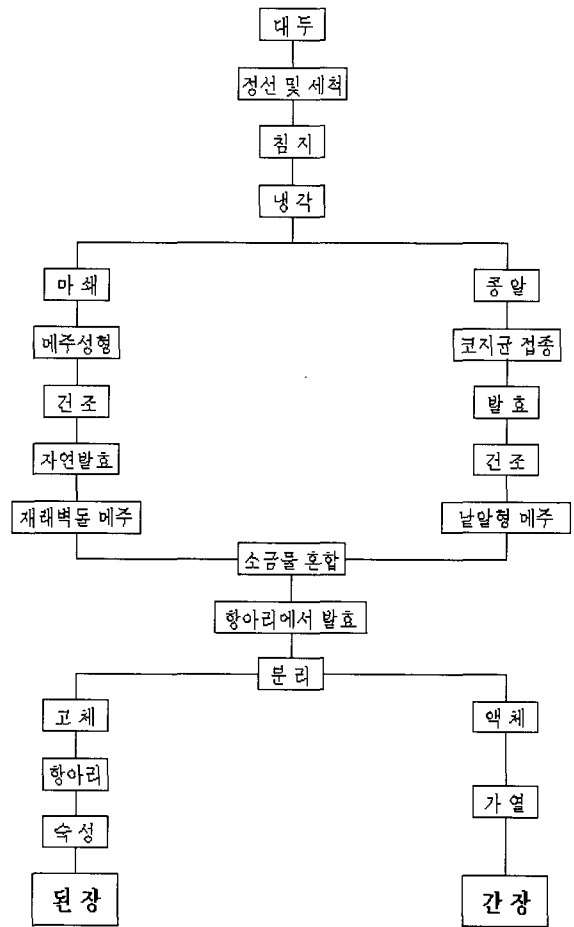 대두
정선 및 세척
침지
냉각
마쇄
콩알
메주성형
코지균 접종
건조
발효
자연발효
건조
재래벽돌 메주
낱알형 메주
소금물 혼합
항아리에서 발효
분리
고체
액체
항아리
가열
숙성
된장
간장